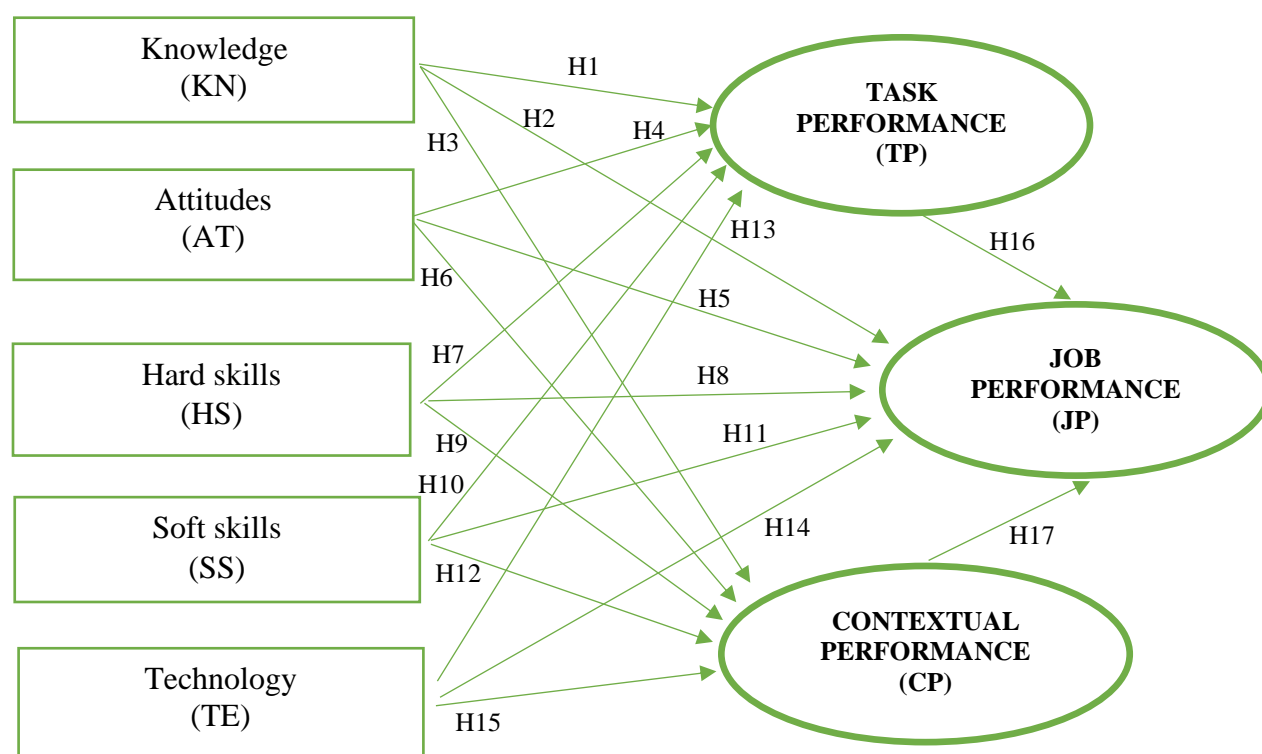 Knowledge
(KN)
Attitudes
(AT)
Hard skills
(HS)
Soft skills
(SS)
Technology
(TE)
H1
H2
H3
H4
H13
H6
H5
H7
H8
H9
H11
H10
H14
H12
H15
H16
H17
TASK
PERFORMANCE
(TP)
JOB
PERFORMANCE
(JP)
CONTEXTUAL
PERFORMANCE
(CP)